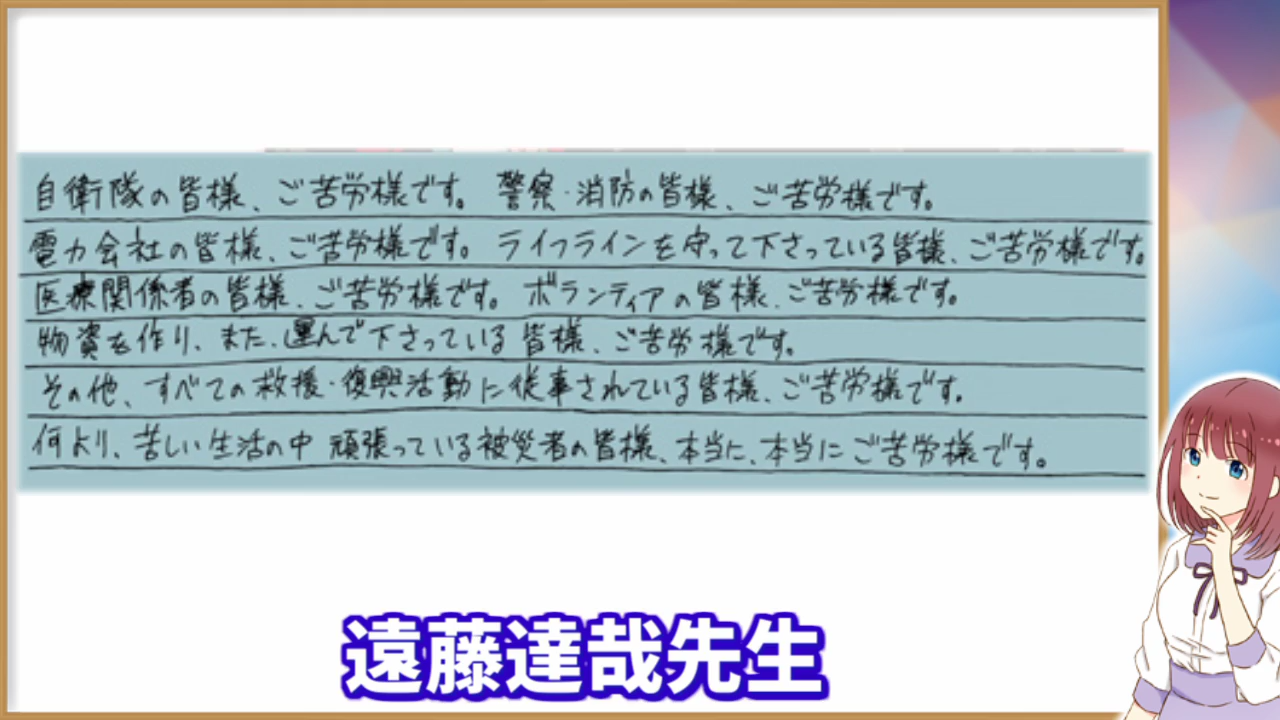 自衛隊の皆様、ご苦労様です。 警察・消防の皆様、ご苦労様です。
電力会社の皆様、ご苦労様です。 ライフラインを守って下さっている皆様、ご苦労様です。
医療関係者の皆様、ご苦労様です。 ボランティアの皆様、ご苦労様です。
物資を作り、また、運んで下さっている皆様、ご苦労様です。
その他、すべての救援・復興活動に従事されている皆様、ご苦労様です。
何より、苦しい生活の中 頑張っている被災者の皆様、本当に、本当にご苦労様です。
遠藤達哉先生